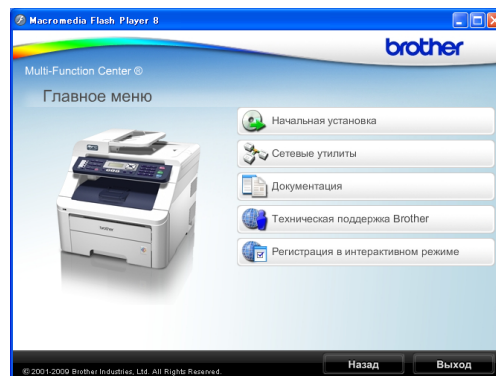 Macromedia Flash Player 8
brother
Multi-Function Center ®
Главное меню
Начальная установка
Сетевые утилиты
Документация
Техническая поддержка Brother
Регистрация в интерактивном режиме
brother
© 2001-2009 Brother Industries, Ltd. All Rights Reserved.
Назад
Выход